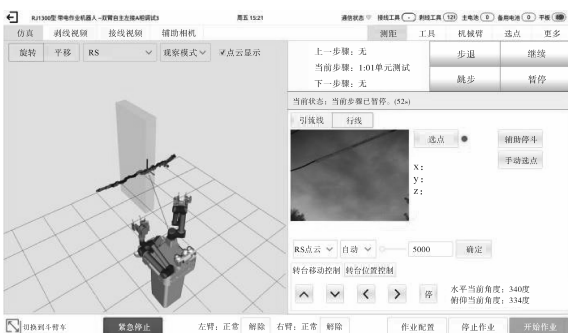 RJ1300型 带电作业机器人 -双臂自主左准A相调试3
周五 15:21
通信状态 接线工具 - 剥线工具 12 主电池 0 备用电池 0 平板
仿真 剥线视频 接线视频 辅助相机
测距 工具 机械臂 选点 更多
旋转 平移 RS 观察模式 点云显示
上一步骤：无
当前步骤：1:01单元测试
下一步骤：无
步退 继续
跳步 暂停
当前状态：当前步骤已暂停。(52s)
引流线 行线
选点 辅助停斗
手动选点
X：
y：
Z：
RS点云 自动 5000 确定
转台移动控制 转台位置控制
停
水平当前角度：340度
俯仰当前角度：334度
切换到斗臂车 紧急停止 左臂：正常 解除 右臂：正常 解除 作业配置 停止作业 开始作业